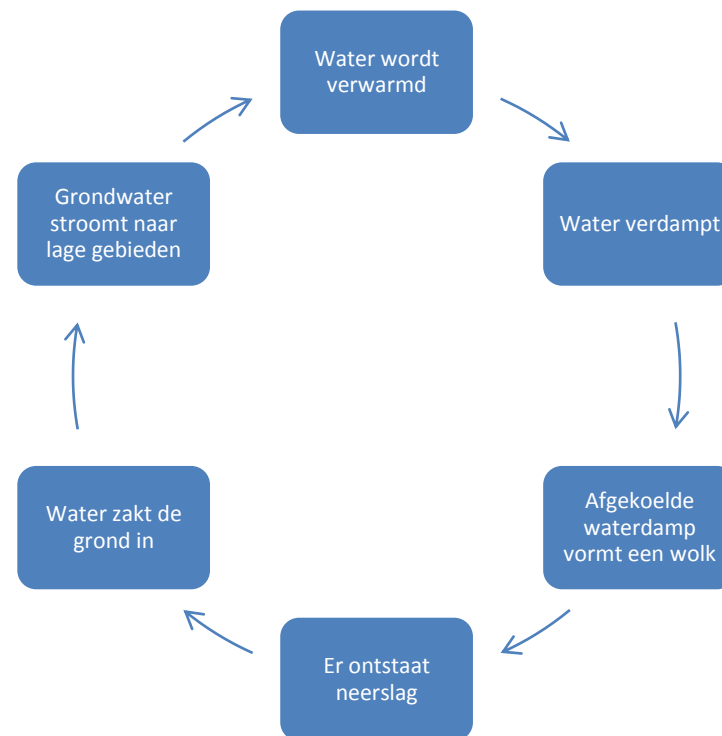 Water wordt
verwarmd
Water verdampt
Afgekoelde
waterdamp
vormt een wolk
Er ontstaat
neerslag
Water zakt de
grond in
Grondwater
stroomt naar
lage gebieden